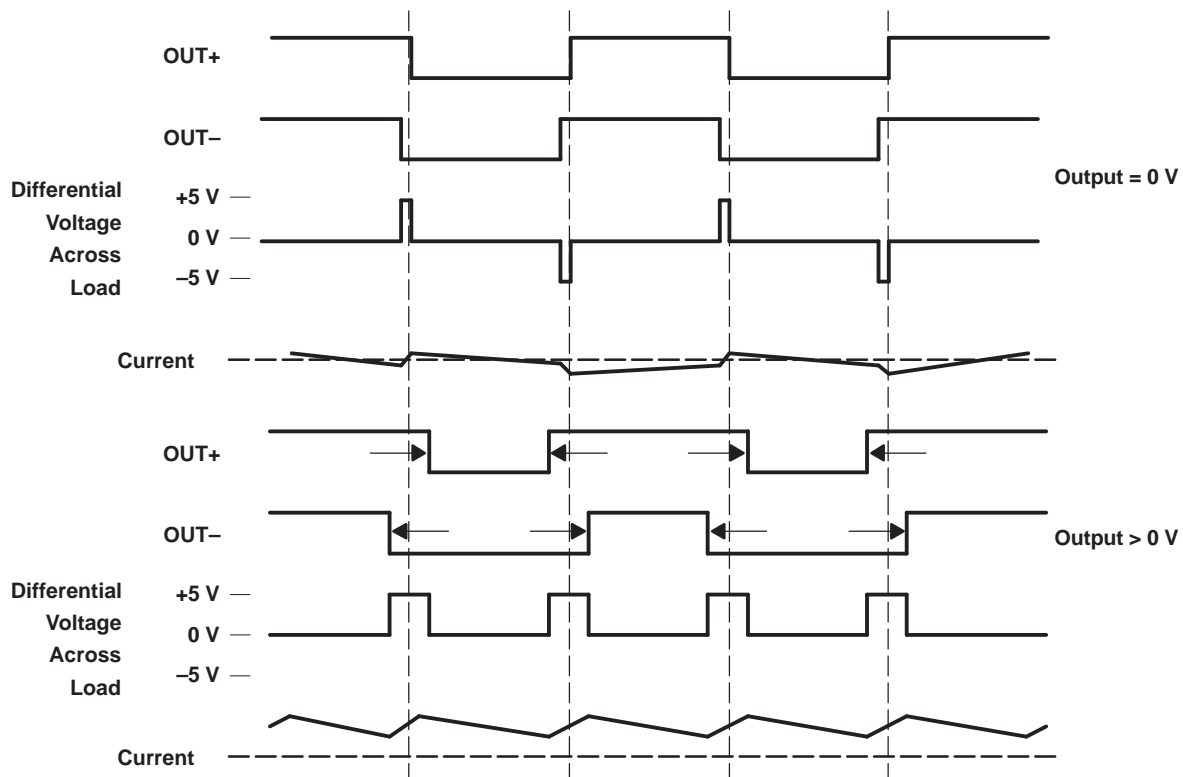 OUT+
OUT–
Output = 0 V
Differential
Voltage
Across
Load
+5 V
0 V
–5 V
Current
OUT+
OUT–
Output > 0 V
Differential
Voltage
Across
Load
+5 V
0 V
–5 V
Current